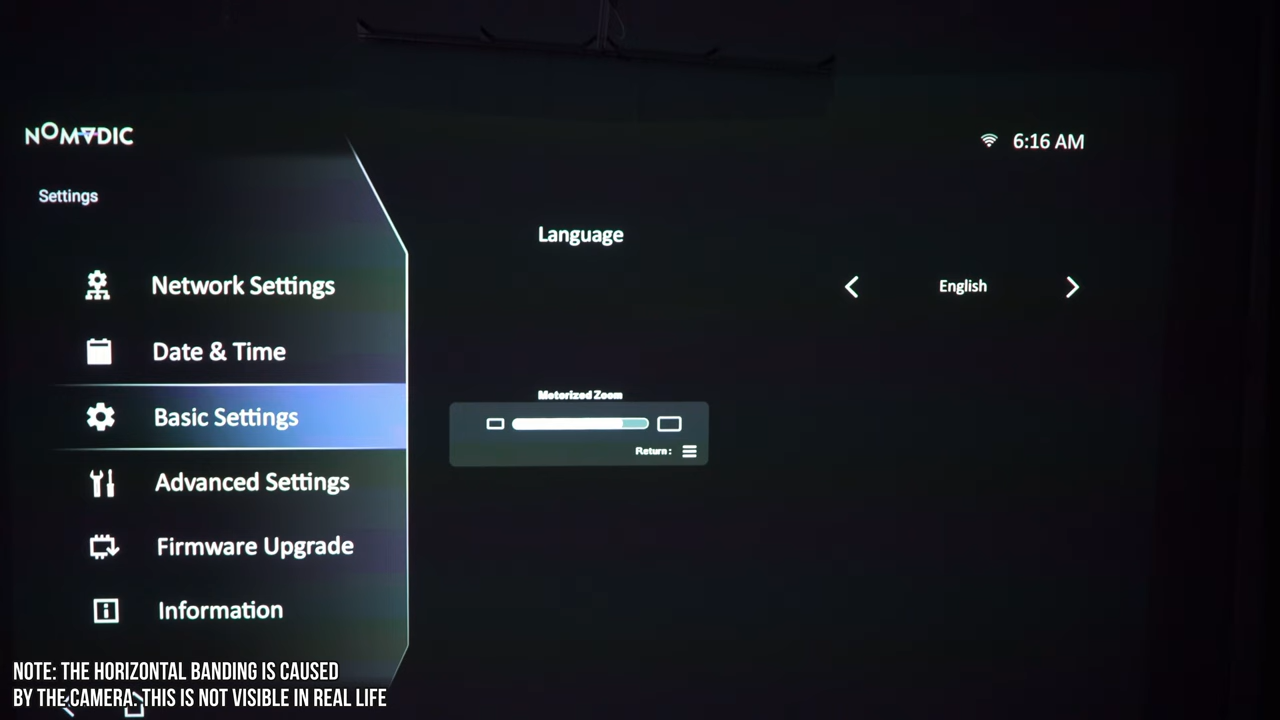 NOMADIC
6:16 AM
Settings
Language
Network Settings
English
Date & Time
Motorized Zoom
Basic Settings
Return:
Advanced Settings
Firmware Upgrade
Information
NOTE: THE HORIZONTAL BANDING IS CAUSED
BY THE CAMERA. THIS IS NOT VISIBLE IN REAL LIFE